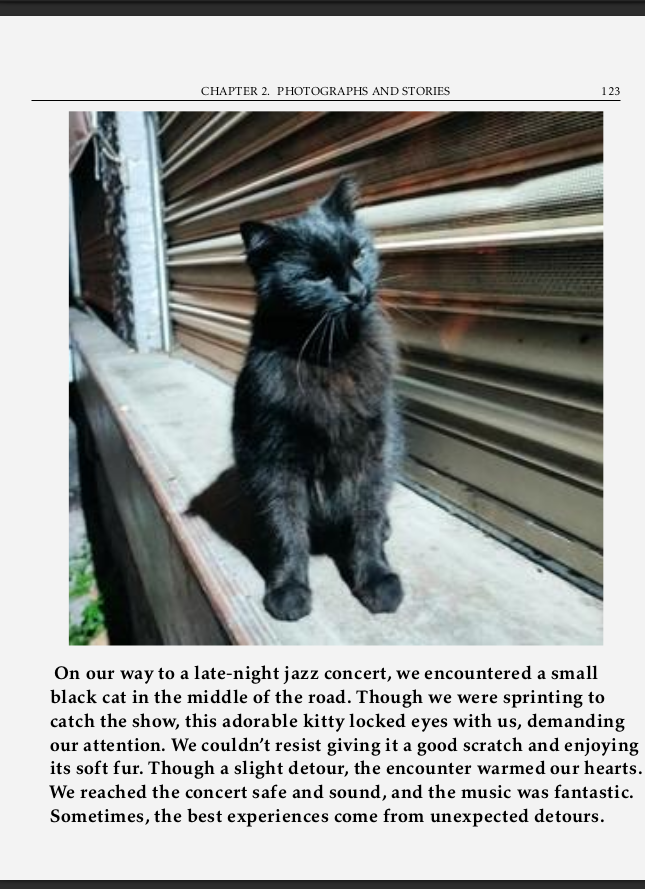 CHAPTER 2. PHOTOGRAPHS AND STORIES 123
On our way to a late-night jazz concert, we encountered a small
black cat in the middle of the road. Though we were sprinting to
catch the show, this adorable kitty locked eyes with us, demanding
our attention. We couldn't resist giving it a good scratch and enjoying
its soft fur. Though a slight detour, the encounter warmed our hearts.
We reached the concert safe and sound, and the music was fantastic.
Sometimes, the best experiences come from unexpected detours.